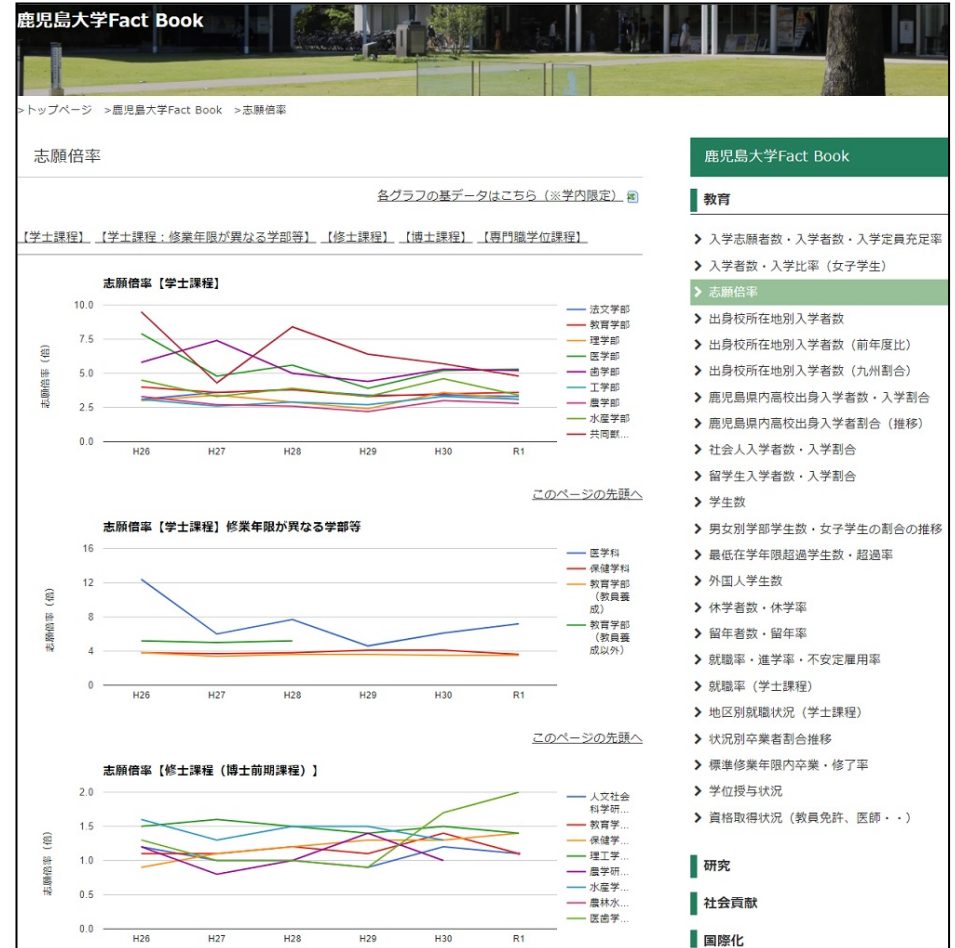 鹿児島大学Fact Book
>トップページ >鹿児島大学Fact Book >志願倍率
志願倍率
各グラフの基データはこちら（※学内限定）
【学士課程】 【学士課程：修業年限が異なる学部等】 【修士課程】 【博士課程】 【専門職学位課程】
志願倍率【学士課程】
志願倍率（倍）
10.0
7.5
5.0
2.5
0.0
H26 H27 H28 H29 H30 R1
法文学部
教育学部
理学部
医学部
歯学部
工学部
農学部
水産学部
共同獣...
このページの先頭へ
志願倍率【学士課程】修業年限が異なる学部等
志願倍率（倍）
16
12
8
4
0
H26 H27 H28 H29 H30 R1
医学科
保健学科
教育学部
（教員養
成）
教育学部
（教員養
成以外）
このページの先頭へ
志願倍率【修士課程（博士前期課程）】
志願倍率（倍）
2.0
1.5
1.0
0.5
0.0
H26 H27 H28 H29 H30 R1
人文社会
科学研...
教育学...
保健学...
理工学...
農学研...
水産学...
農林水...
医歯学...
鹿児島大学Fact Book
教育
入学志願者数・入学者数・入学定員充足率
入学者数・入学比率（女子学生）
志願倍率
出身校所在地別入学者数
出身校所在地別入学者数（前年度比）
出身校所在地別入学者数（九州割合）
鹿児島県内高校出身入学者数・入学割合
鹿児島県内高校出身入学者割合（推移）
社会人入学者数・入学割合
留学生入学者数・入学割合
学生数
男女別学部学生数・女子学生の割合の推移
最低在学年限超過学生数・超過率
外国人学生数
休学者数・休学率
留年者数・留年率
就職率・進学率・不安定雇用率
就職率（学士課程）
地区別就職状況（学士課程）
状況別卒業者割合推移
標準修業年限内卒業・修了率
学位授与状況
資格取得状況（教員免許、医師・・）
研究
社会貢献
国際化